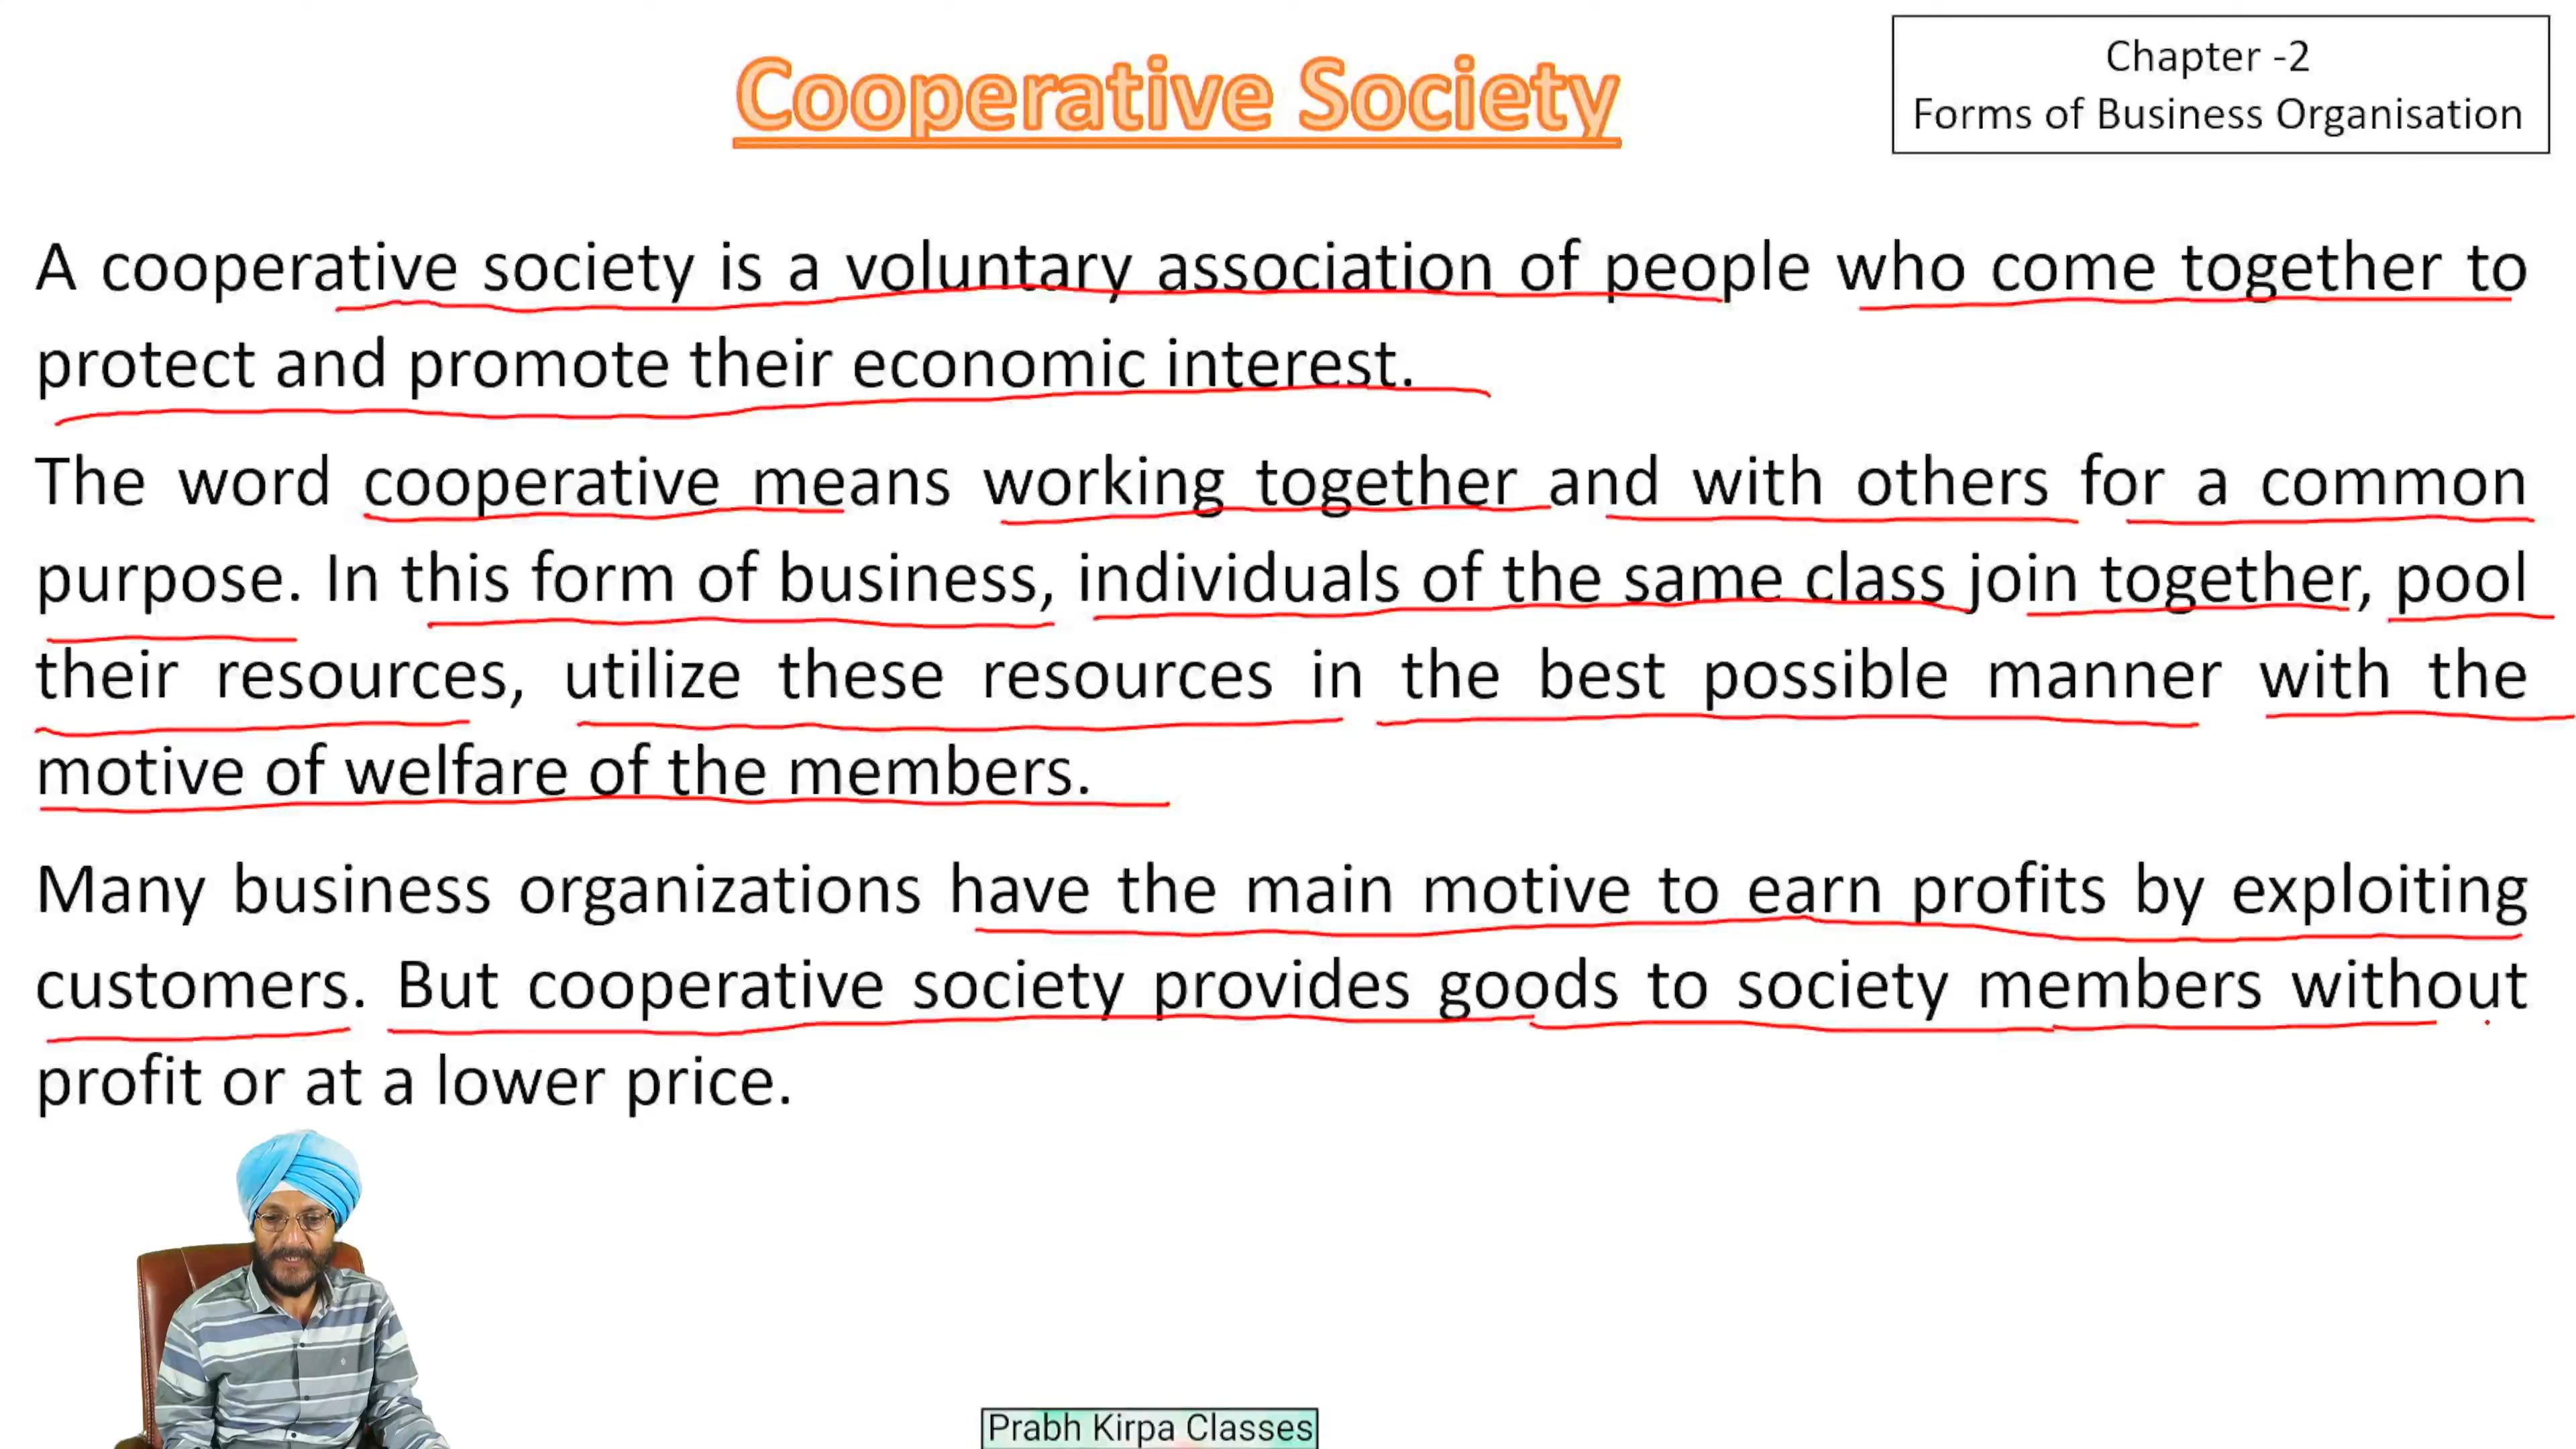 Cooperative Society
Chapter -2
Forms of Business Organisation
A cooperative society is a voluntary association of people who come together to
protect and promote their economic interest.
The word cooperative means working together and with others for a common
purpose. In this form of business, individuals of the same class join together, pool
their resources, utilize these resources in the best possible manner with the
motive of welfare of the members.
Many business organizations have the main motive to earn profits by exploiting
customers. But cooperative society provides goods to society members without
profit or at a lower price.
Prabh Kirpa Classes